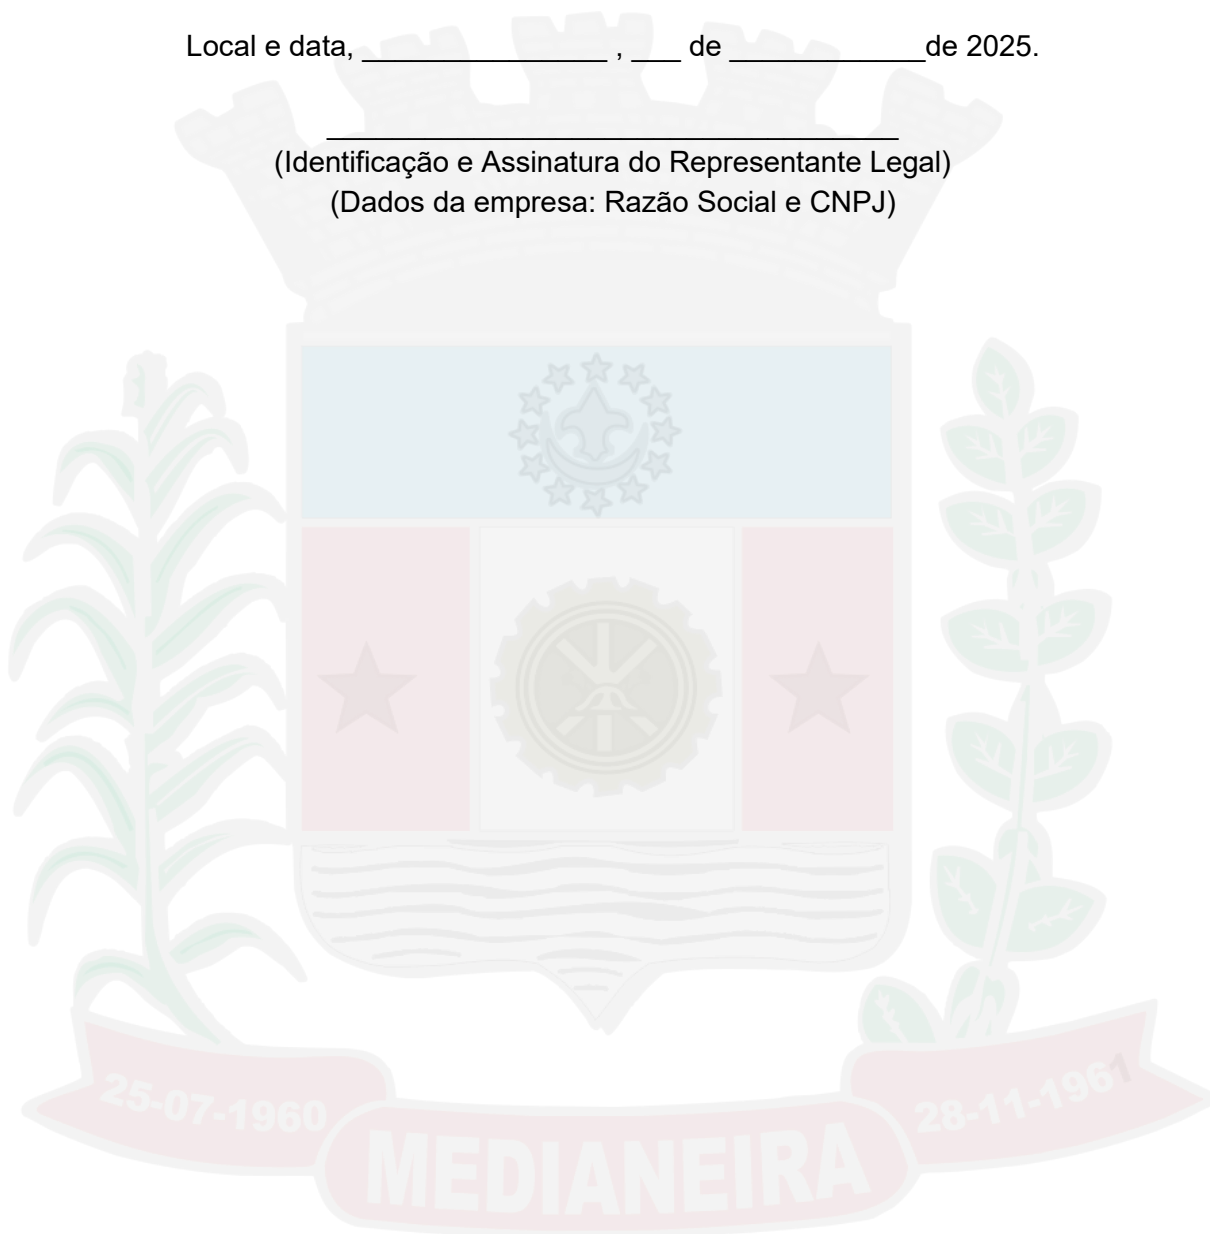 Local e data, _______________ , ___ de ____________de 2025.
___________________________________
(Identificação e Assinatura do Representante Legal)
(Dados da empresa: Razão Social e CNPJ)
25-07-1960
28-11-1961
MEDIANEIRA